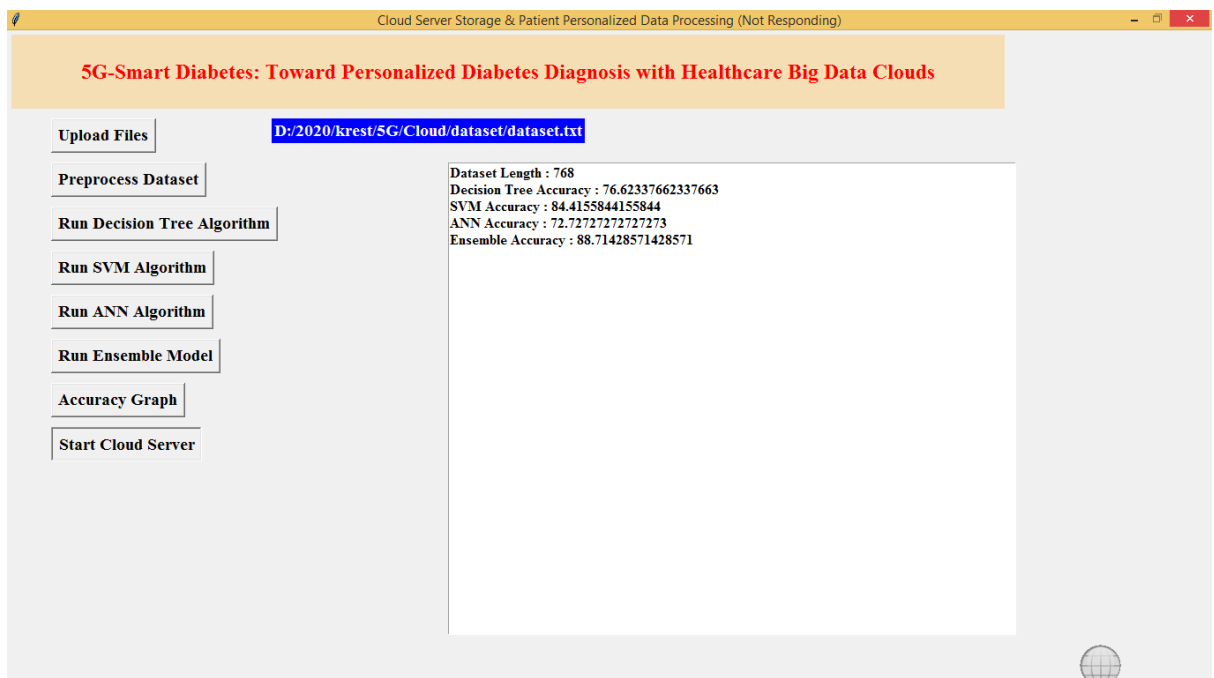 Cloud Server Storage & Patient Personalized Data Processing (Not Responding)
5G-Smart Diabetes: Toward Personalized Diabetes Diagnosis with Healthcare Big Data Clouds
Upload Files
D:/2020/krest/5G/Cloud/dataset/dataset.txt
Preprocess Dataset
Run Decision Tree Algorithm
Run SVM Algorithm
Run ANN Algorithm
Run Ensemble Model
Accuracy Graph
Start Cloud Server
Dataset Length : 768
Decision Tree Accuracy : 76.62337662337663
SVM Accuracy : 84.4155844155844
ANN Accuracy : 72.72727272727273
Ensemble Accuracy : 88.71428571428571